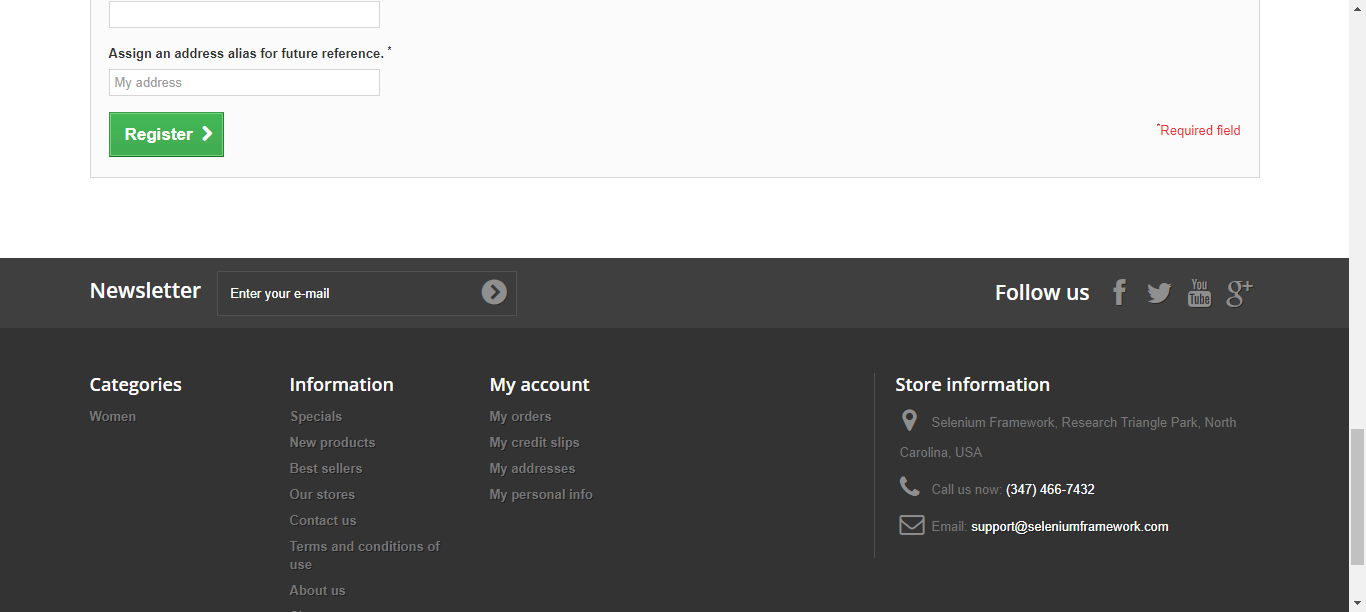 Assign an address alias for future reference. *
My address
Register
*Required field
Newsletter
Enter your e-mail
Follow us
You
Tube
g+
Categories
Women
Information
Specials
New products
Best sellers
Our stores
Contact us
Terms and conditions of
use
About us
My account
My orders
My credit slips
My addresses
My personal info
Store information
Selenium Framework, Research Triangle Park, North
Carolina, USA
Call us now: (347) 466-7432
Email: support@seleniumframework.com